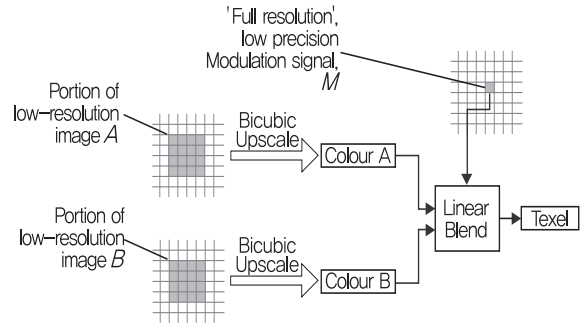 'Full resolution',
low precision
Modulation signal,
M
Portion of
low-resolution
image A
Bicubic
Upscale
Colour A
Linear
Blend
Texel
Portion of
low-resolution
image B
Bicubic
Upscale
Colour B